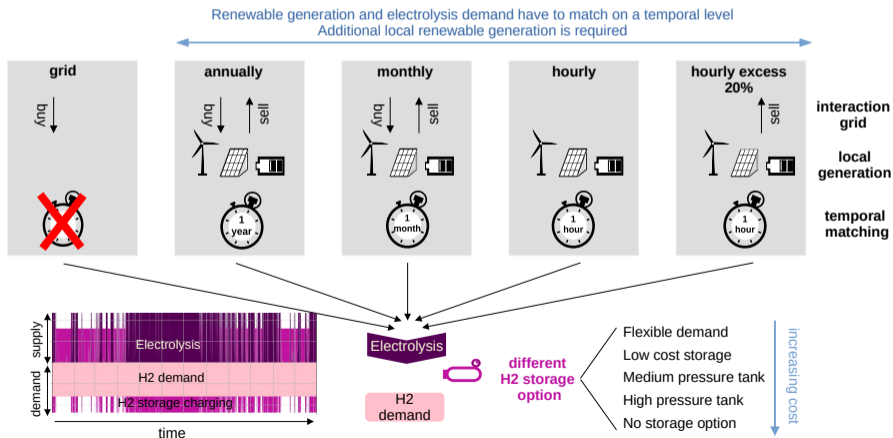 Renewable generation and electrolysis demand have to match on a temporal level
Additional local renewable generation is required
grid
annually
monthly
hourly
hourly excess
20%
buy
buy
sell
buy
sell
sell
interaction
grid
local
generation
1
year
1
month
1
hour
1
hour
temporal
matching
supply
demand
Electrolysis
H2 demand
H2 storage charging
time
Electrolysis
H2
demand
different
H2 storage
option
Flexible demand
Low cost storage
Medium pressure tank
High pressure tank
No storage option
increasing cost